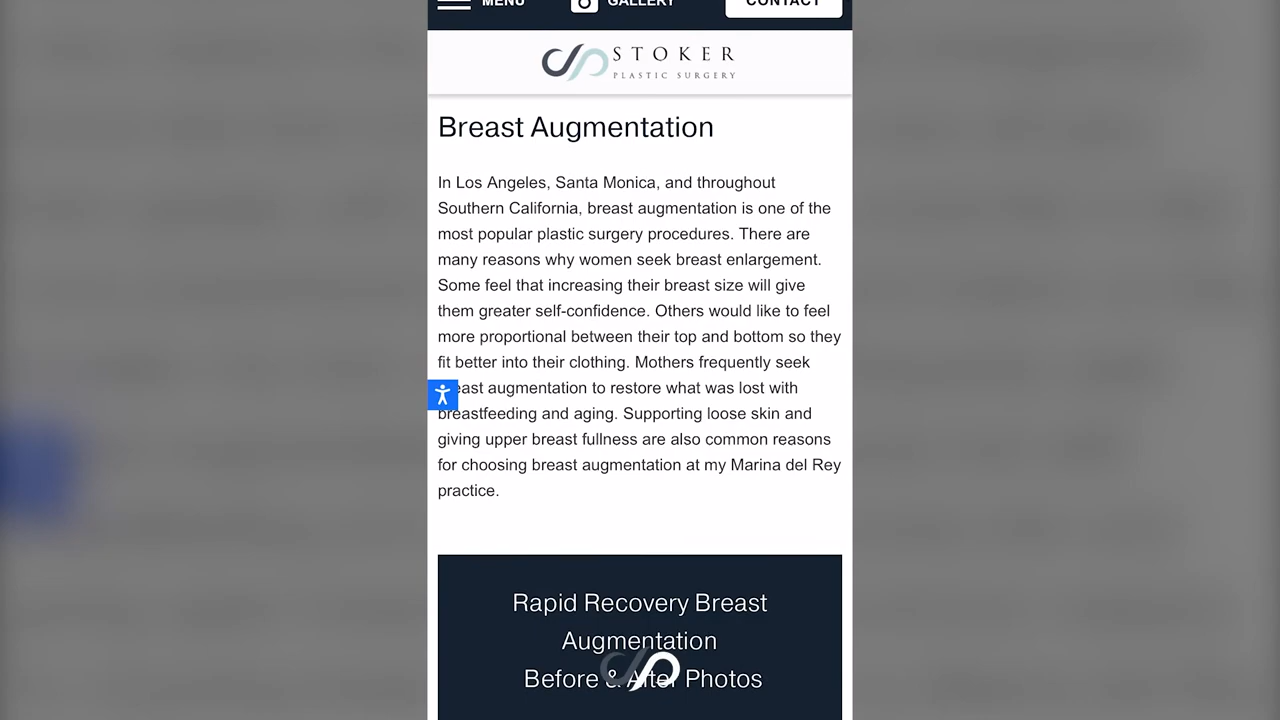 MENU
GALLERY
CONTACT
STOKER
PLASTIC SURGERY
Breast Augmentation
In Los Angeles, Santa Monica, and throughout
Southern California, breast augmentation is one of the
most popular plastic surgery procedures. There are
many reasons why women seek breast enlargement.
Some feel that increasing their breast size will give
them greater self-confidence. Others would like to feel
more proportional between their top and bottom so they
fit better into their clothing. Mothers frequently seek
breast augmentation to restore what was lost with
breastfeeding and aging. Supporting loose skin and
giving upper breast fullness are also common reasons
for choosing breast augmentation at my Marina del Rey
practice.
Rapid Recovery Breast
Augmentation
Before & After Photos